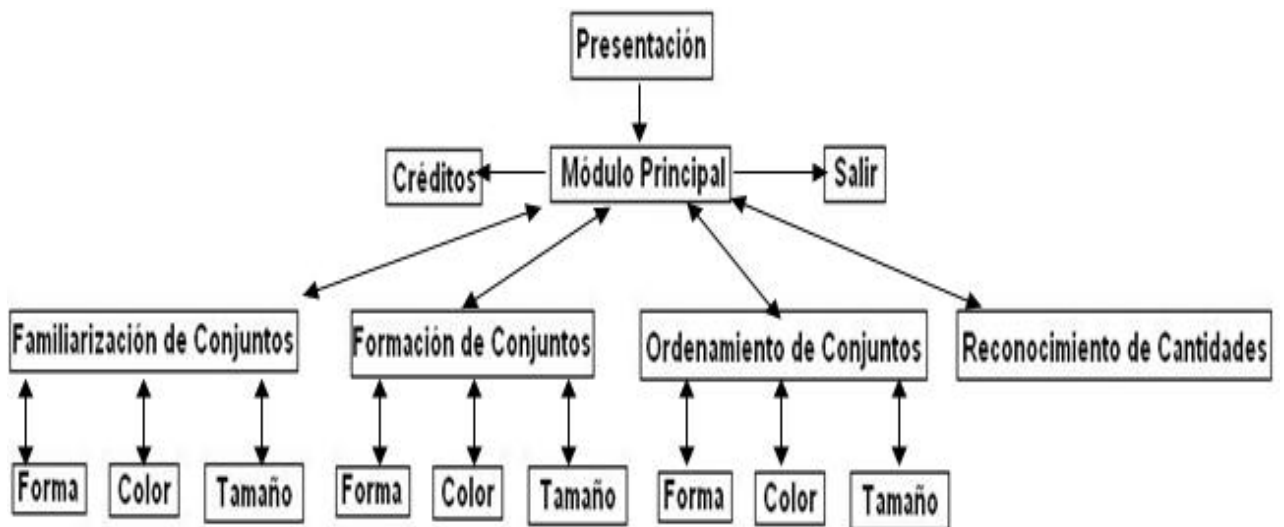 Presentación
Créditos
Módulo Principal
Salir
Familiarización de Conjuntos
Formación de Conjuntos
Ordenamiento de Conjuntos
Reconocimiento de Cantidades
Forma
Color
Tamaño
Forma
Color
Tamaño
Forma
Color
Tamaño